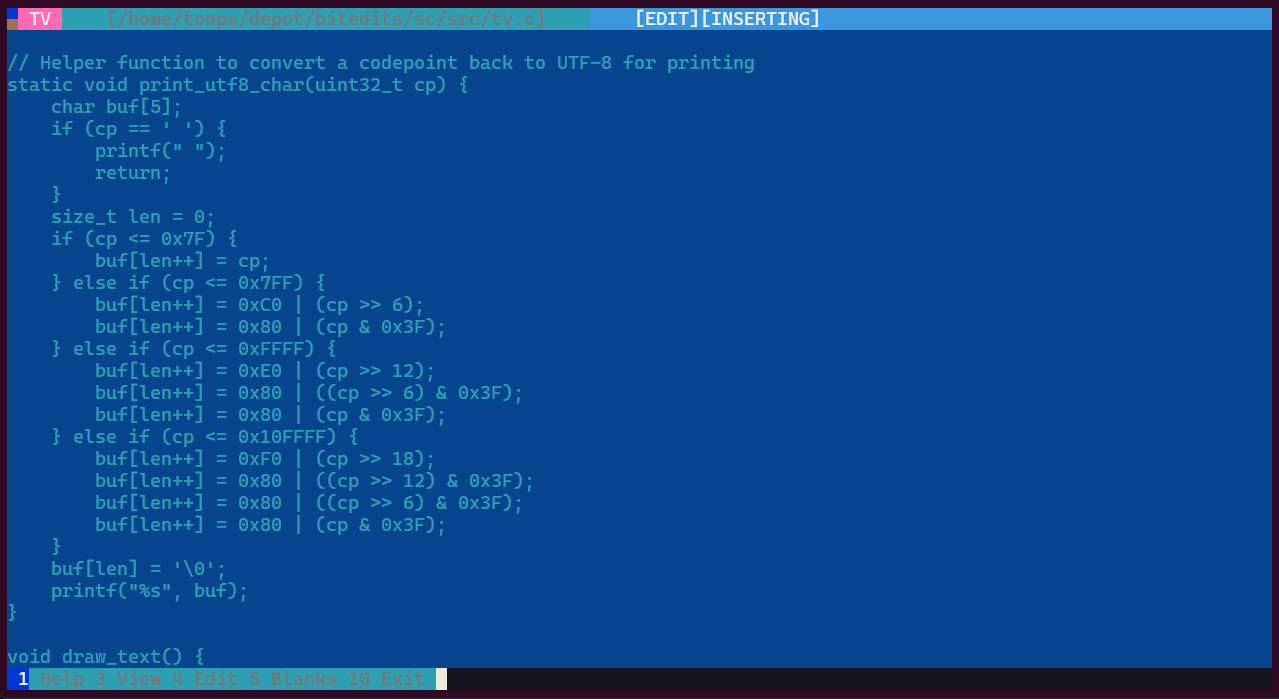 TV [/home/tonpa/depot/bitedits/sc/src/tv.c] [EDIT][INSERTING]
// Helper function to convert a codepoint back to UTF-8 for printing
static void print_utf8_char(uint32_t cp) {
    char buf[5];
    if (cp == ' ') {
        printf(" ");
        return;
    }
    size_t len = 0;
    if (cp <= 0x7F) {
        buf[len++] = cp;
    } else if (cp <= 0x7FF) {
        buf[len++] = 0xC0 | (cp >> 6);
        buf[len++] = 0x80 | (cp & 0x3F);
    } else if (cp <= 0xFFFF) {
        buf[len++] = 0xE0 | (cp >> 12);
        buf[len++] = 0x80 | ((cp >> 6) & 0x3F);
        buf[len++] = 0x80 | (cp & 0x3F);
    } else if (cp <= 0x10FFFF) {
        buf[len++] = 0xF0 | (cp >> 18);
        buf[len++] = 0x80 | ((cp >> 12) & 0x3F);
        buf[len++] = 0x80 | ((cp >> 6) & 0x3F);
        buf[len++] = 0x80 | (cp & 0x3F);
    }
    buf[len] = '\0';
    printf("%s", buf);
}
void draw_text() {
1 Help 3 View 4 Edit 5 Blanks 10 Exit